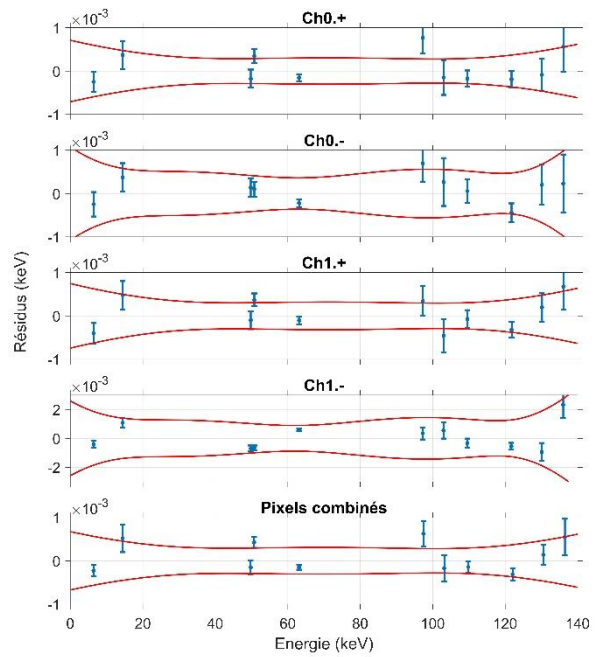 ×10⁻³
Ch0.+
1
0
-1
×10⁻³
Ch0.-
1
0
-1
×10⁻³
Ch1.+
1
0
-1
×10⁻³
Ch1.-
2
0
-2
×10⁻³
Pixels combinés
1
0
-1
0 20 40 60 80 100 120 140
Energie (keV)
Résidus (keV)